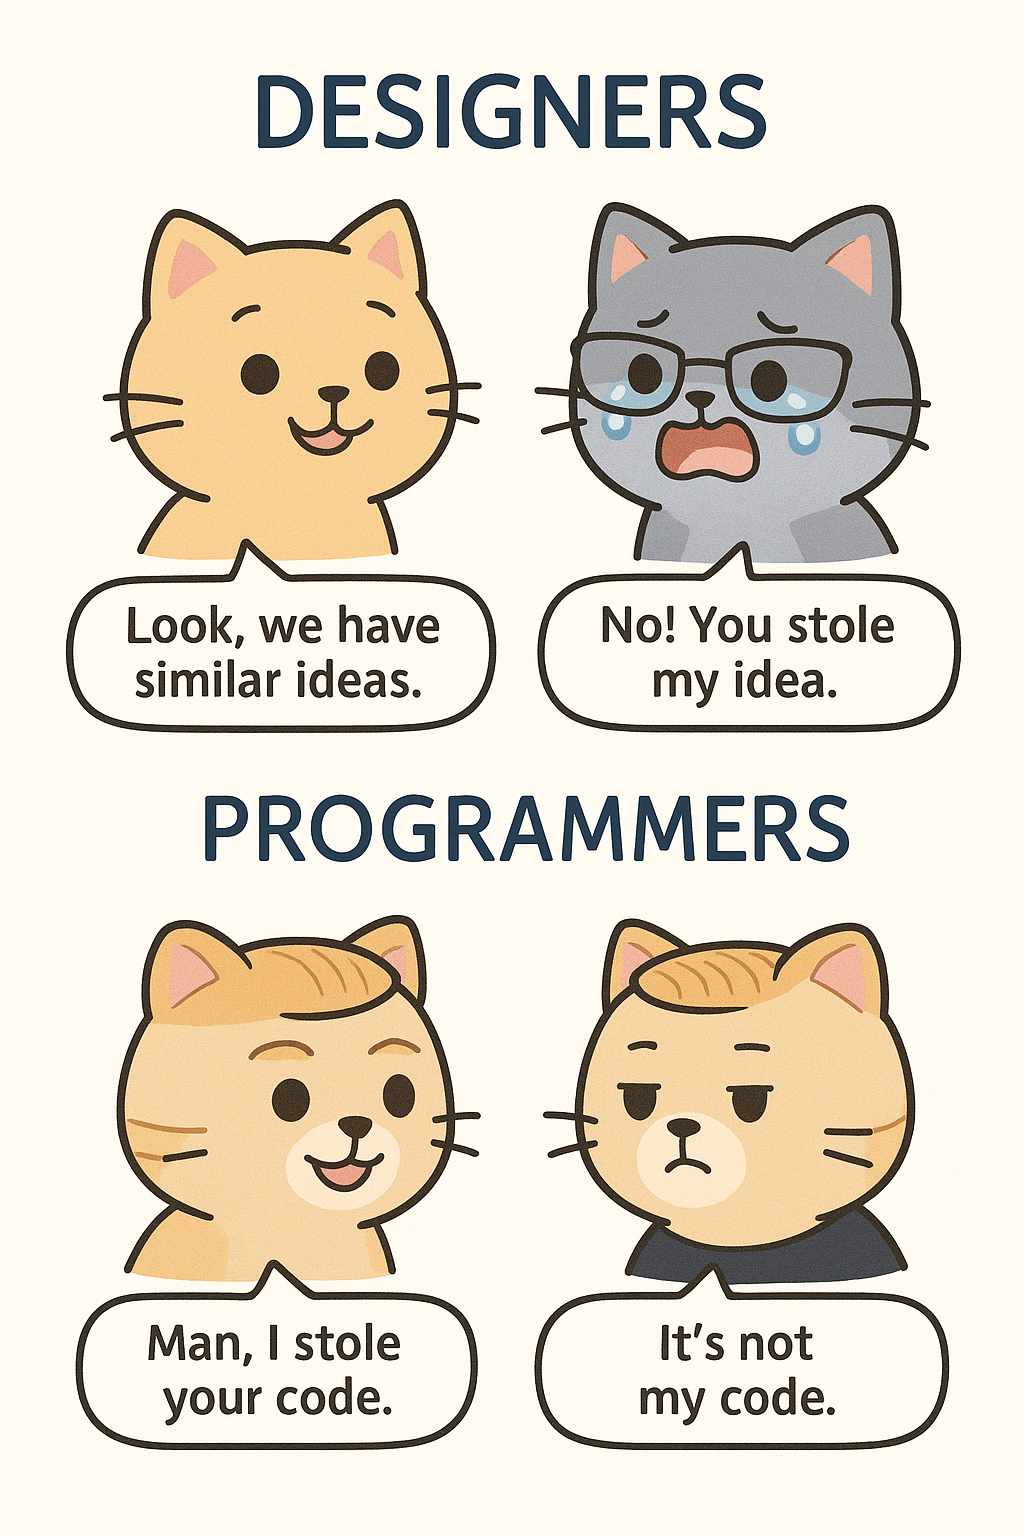 DESIGNERS
Look, we have
similar ideas.
No! You stole
my idea.
PROGRAMMERS
Man, I stole
your code.
It's not
my code.